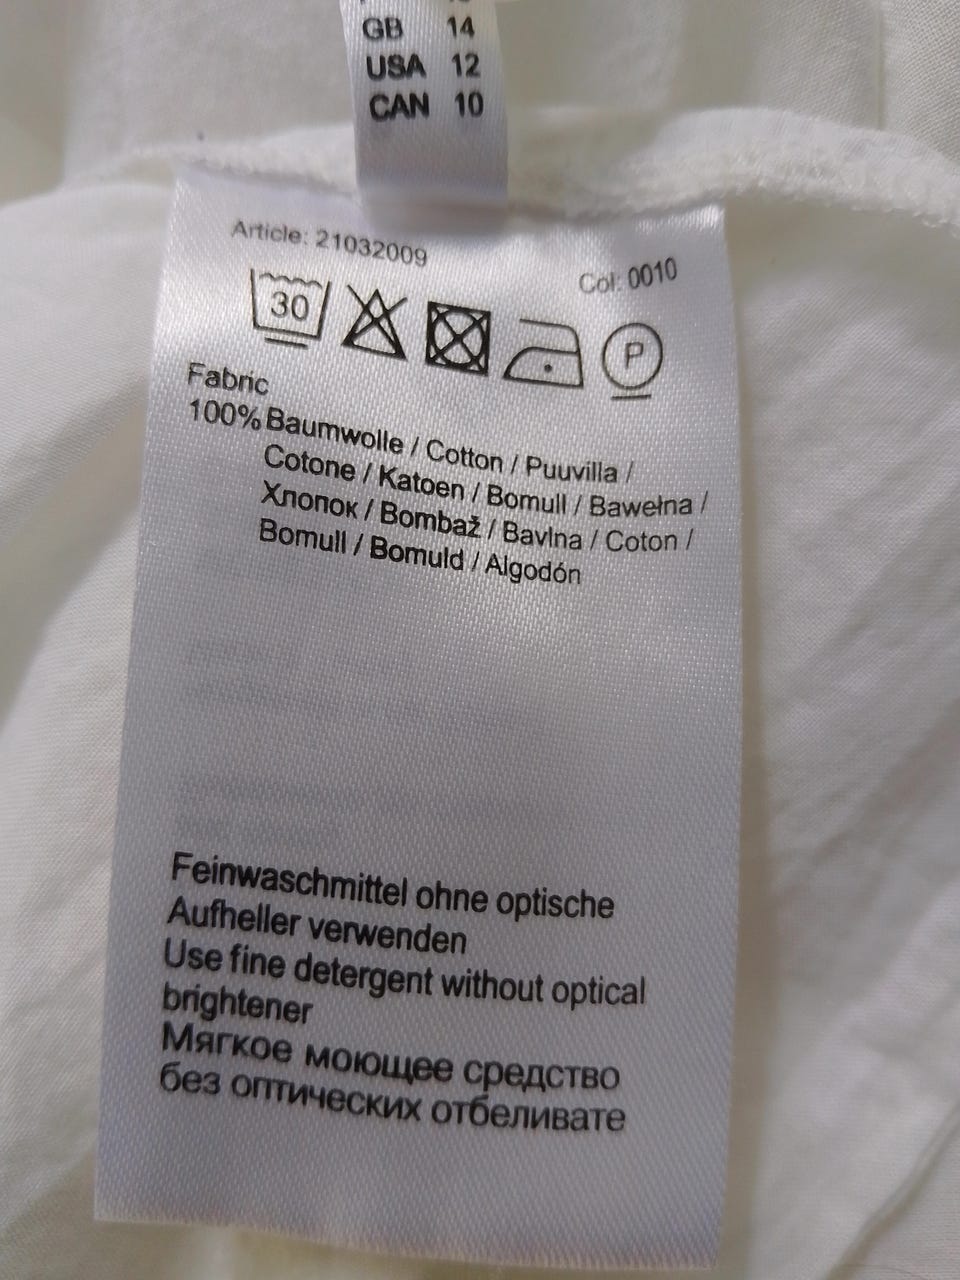 GB 14
USA 12
CAN 10
Article: 21032009
Col: 0010
30
P
Fabric
100% Baumwolle / Cotton / Puuvilla /
Cotone / Katoen / Bomull / Bawełna /
Хлопок / Bombaž / Bavlna / Coton /
Bomull / Bomuld / Algodón
Feinwaschmittel ohne optische
Aufheller verwenden
Use fine detergent without optical
brightener
Мягкое моющее средство
без оптических отбеливате